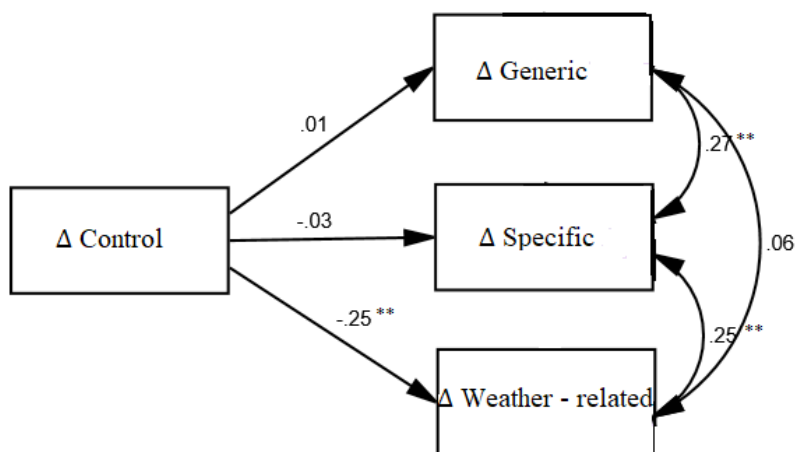 Δ Generic
.01
.27 **
Δ Control
-.03
Δ Specific
.06
-.25 **
.25 **
Δ Weather - related